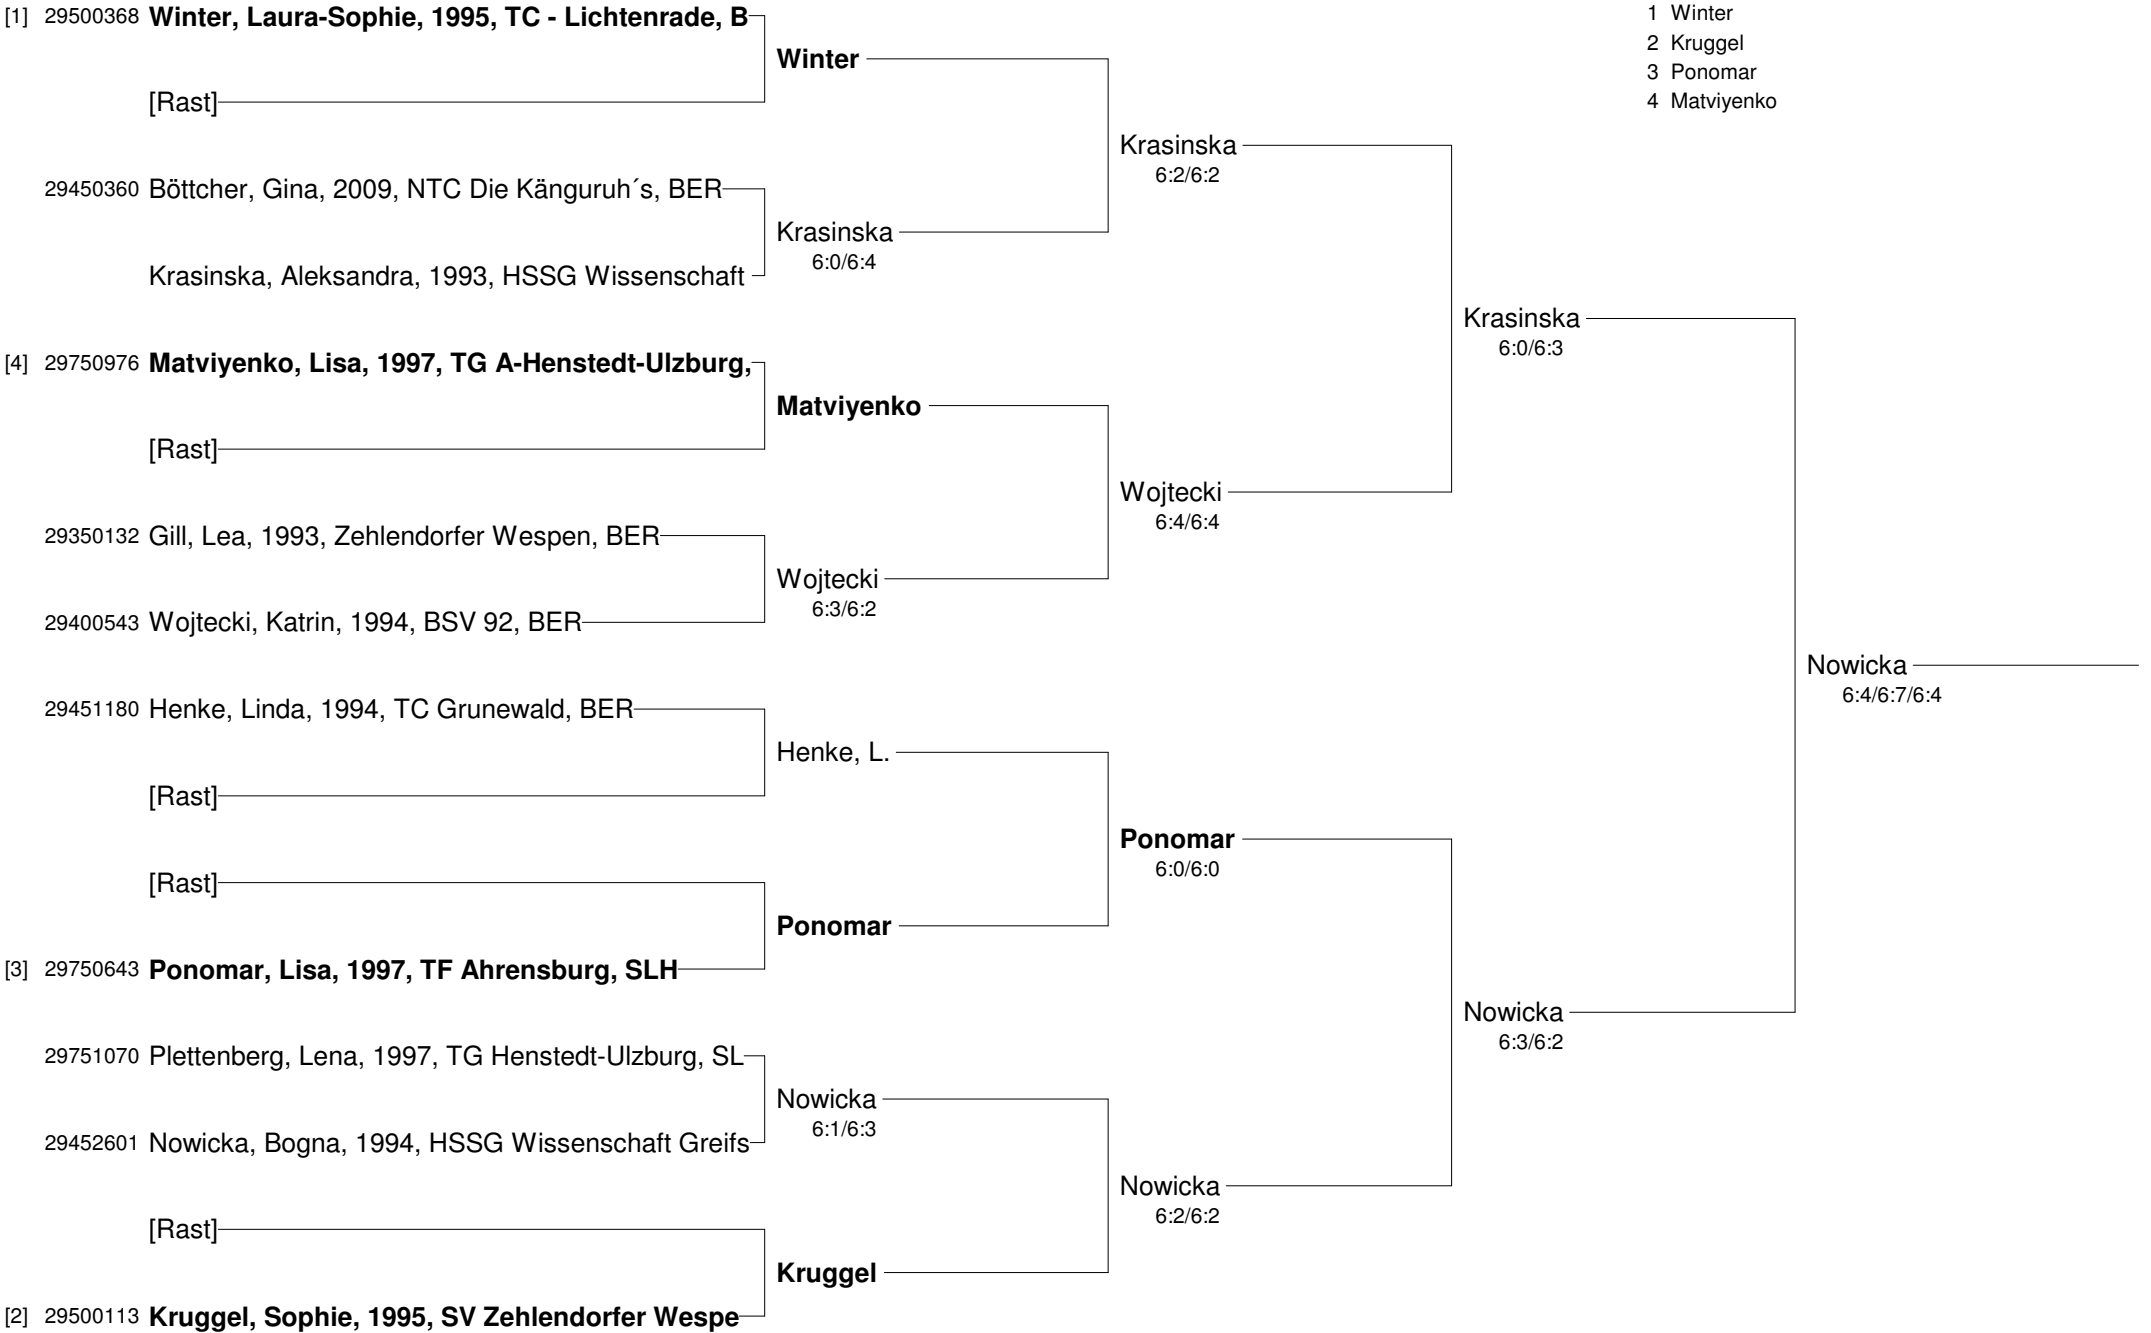 [1] 29500368 Winter, Laura-Sophie, 1995, TC - Lichtenrade, B
[Rast]
29450360 Böttcher, Gina, 2009, NTC Die Känguruh´s, BER
Krasinska, Aleksandra, 1993, HSSG Wissenschaft
[4] 29750976 Matviyenko, Lisa, 1997, TG A-Henstedt-Ulzburg,
[Rast]
29350132 Gill, Lea, 1993, Zehlendorfer Wespen, BER
29400543 Wojtecki, Katrin, 1994, BSV 92, BER
29451180 Henke, Linda, 1994, TC Grunewald, BER
[Rast]
[Rast]
[3] 29750643 Ponomar, Lisa, 1997, TF Ahrensburg, SLH
29751070 Plettenberg, Lena, 1997, TG Henstedt-Ulzburg, SL
29452601 Nowicka, Bogna, 1994, HSSG Wissenschaft Greifs
[Rast]
[2] 29500113 Kruggel, Sophie, 1995, SV Zehlendorfer Wespe
Winter
Krasinska
6:0/6:4
Matviyenko
Wojtecki
6:3/6:2
Henke, L.
Ponomar
Nowicka
6:1/6:3
Kruggel
Krasinska
6:2/6:2
Wojtecki
6:4/6:4
Ponomar
6:0/6:0
Nowicka
6:2/6:2
Krasinska
6:0/6:3
Nowicka
6:3/6:2
Nowicka
6:4/6:7/6:4
1 Winter
2 Kruggel
3 Ponomar
4 Matviyenko